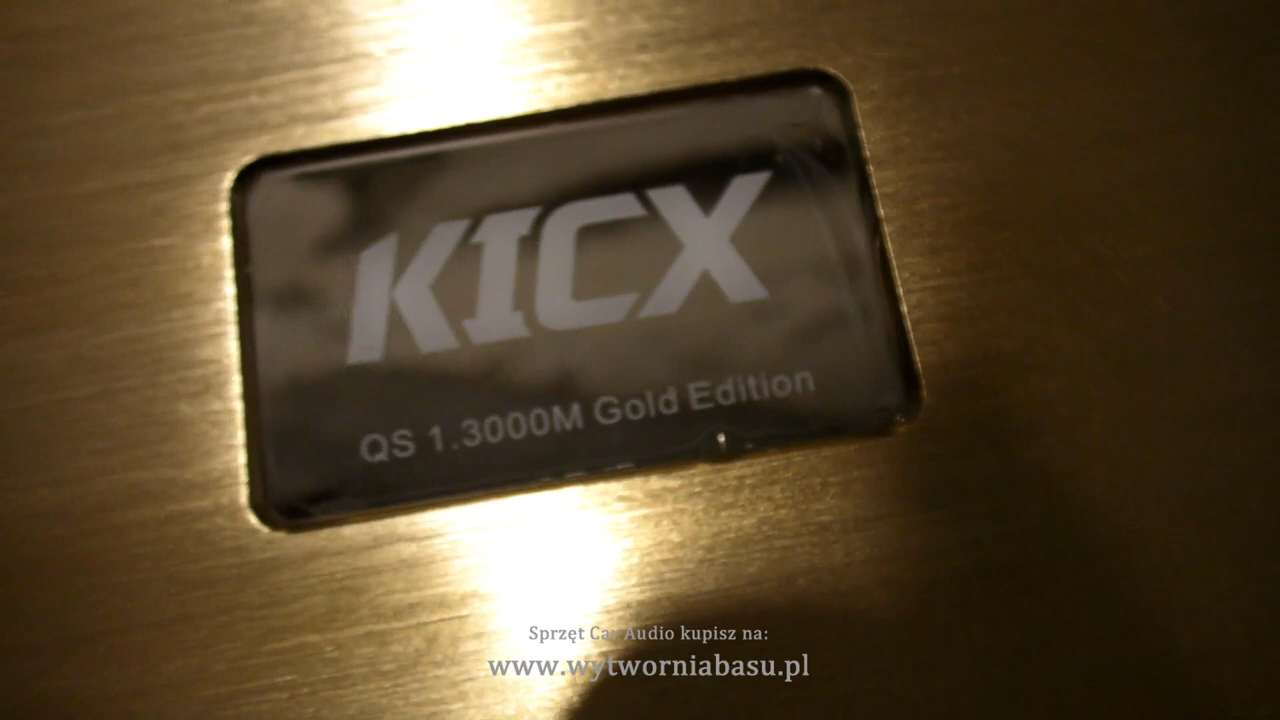 KICX
QS 1.3000M Gold Edition
Sprzęt Car Audio kupisz na:
www.wytworniabasu.pl